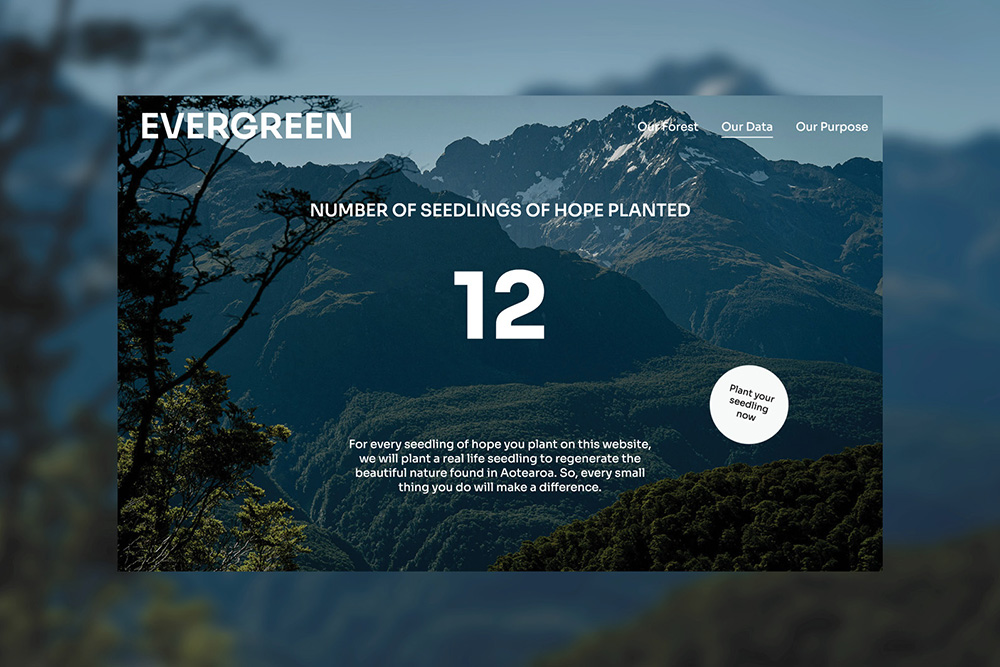 EVERGREEN
Our Forest Our Data Our Purpose
NUMBER OF SEEDLINGS OF HOPE PLANTED
12
Plant your
seedling
now
For every seedling of hope you plant on this website,
we will plant a real life seedling to regenerate the
beautiful nature found in Aotearoa. So, every small
thing you do will make a difference.